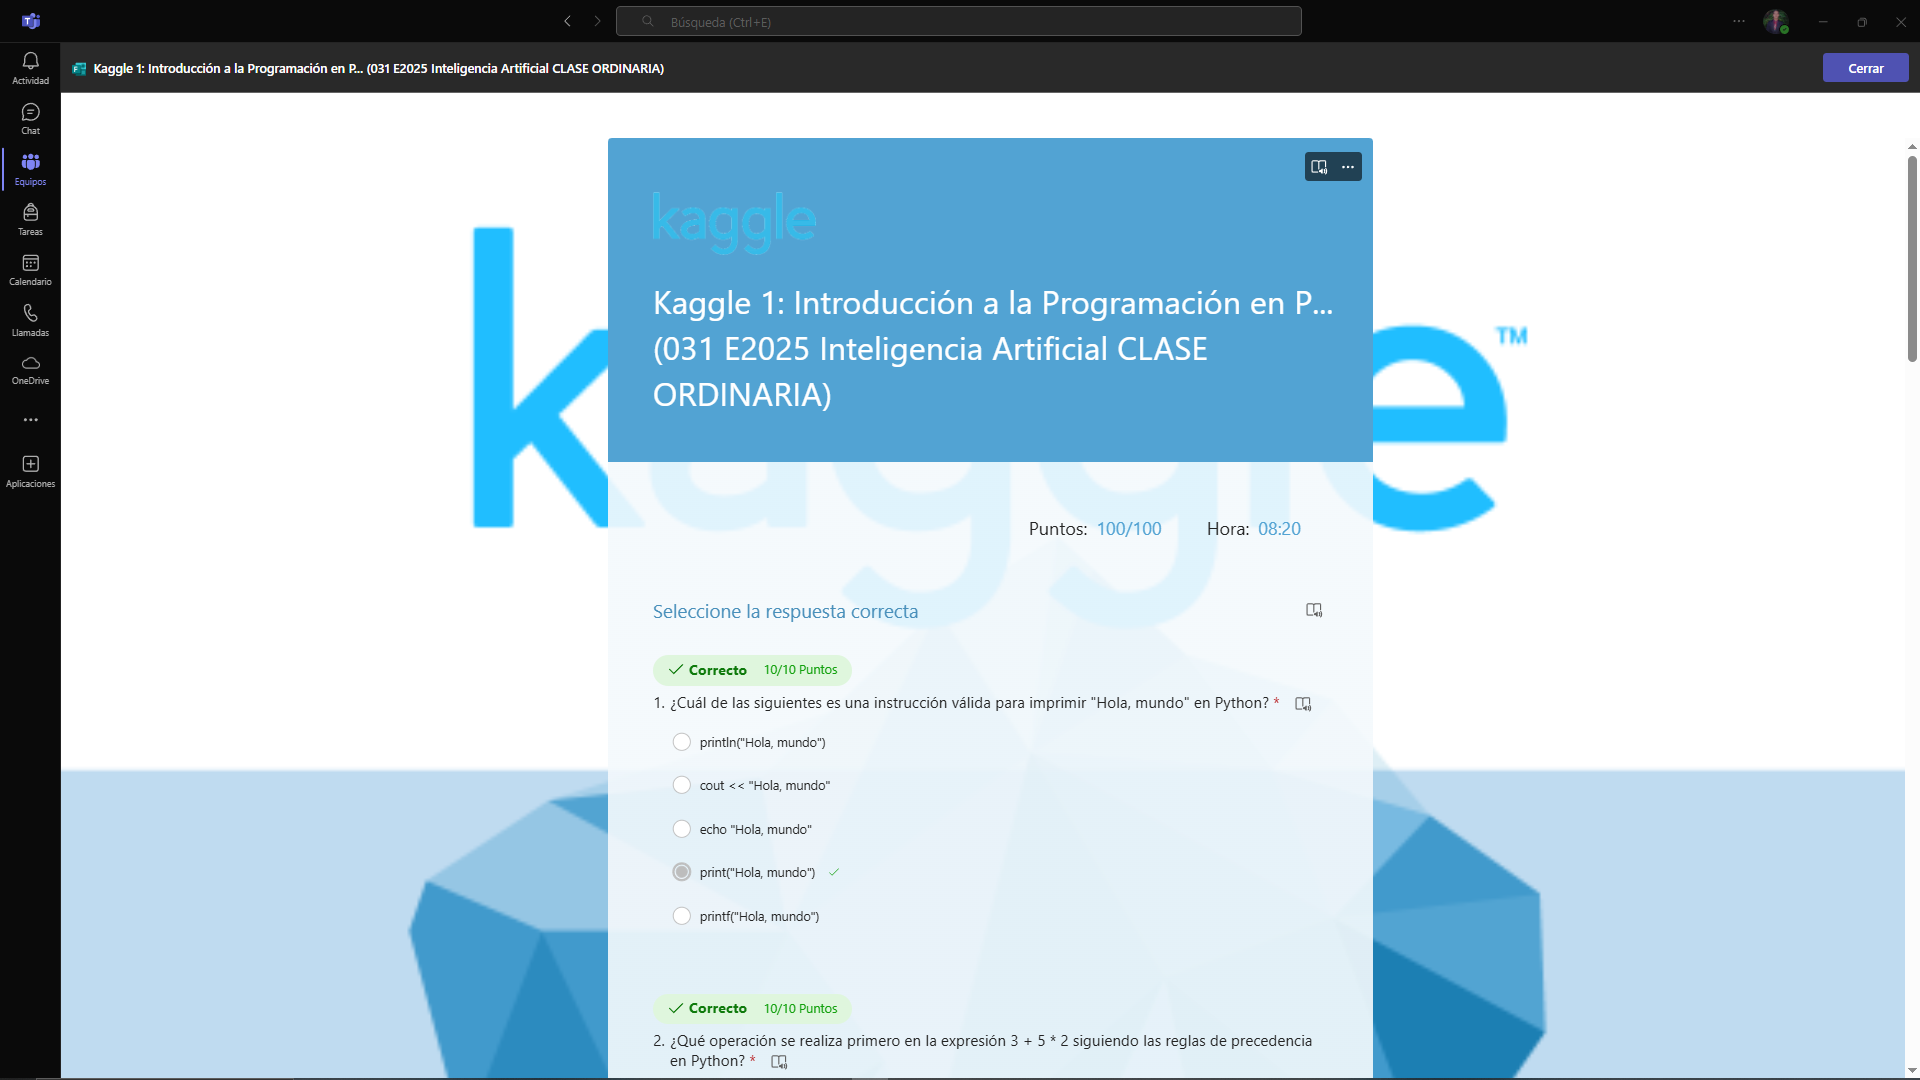 Búsqueda (Ctrl+E)
Kaggle 1: Introducción a la Programación en P... (031 E2025 Inteligencia Artificial CLASE ORDINARIA)
Cerrar
Actividad
Chat
Equipos
Tareas
Calendario
Llamadas
OneDrive
Aplicaciones
kaggle
TM
kaggle
Kaggle 1: Introducción a la Programación en P...
(031 E2025 Inteligencia Artificial CLASE
ORDINARIA)
Puntos: 100/100 Hora: 08:20
Seleccione la respuesta correcta
Correcto 10/10 Puntos
1. ¿Cuál de las siguientes es una instrucción válida para imprimir "Hola, mundo" en Python? *
println("Hola, mundo")
cout << "Hola, mundo"
echo "Hola, mundo"
print("Hola, mundo")
printf("Hola, mundo")
Correcto 10/10 Puntos
2. ¿Qué operación se realiza primero en la expresión 3 + 5 * 2 siguiendo las reglas de precedencia
en Python? *